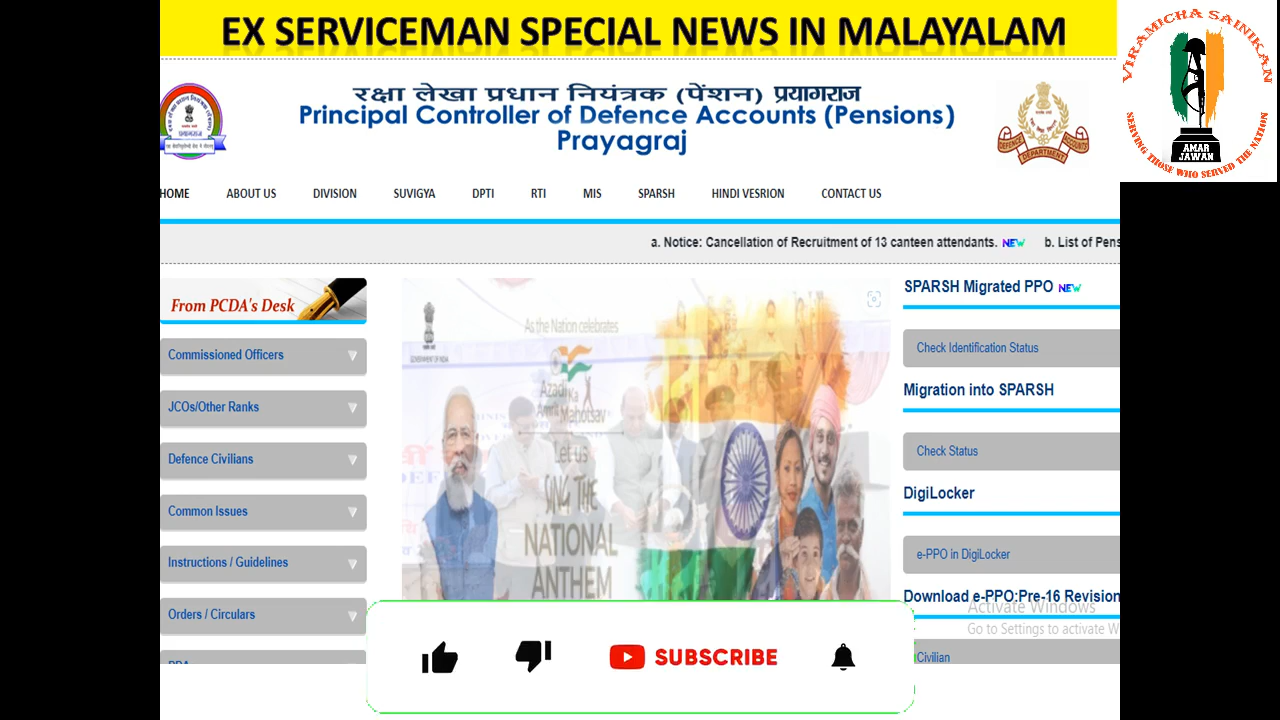 EX SERVICEMAN SPECIAL NEWS IN MALAYALAM
VIRAMICHA SAINIKAN
AMAR
JAWAN
SERVING THOSE WHO SERVED THE NATION
रक्षा लेखा प्रधान नियंत्रक (पेंशन) प्रयागराज
Principal Controller of Defence Accounts (Pensions)
Prayagraj
DEFENCE ACCOUNTS
DEPARTMENT
HOME ABOUT US DIVISION SUVIGYA DPTI RTI MIS SPARSH HINDI VESRION CONTACT US
a. Notice: Cancellation of Recruitment of 13 canteen attendants. NEW b. List of Pens
From PCDA's Desk
Commissioned Officers
JCOs/Other Ranks
Defence Civilians
Common Issues
Instructions / Guidelines
Orders / Circulars
GOVERNMENT OF INDIA
As the Nation celebrates
Azadi
Ka
Amrit Mahotsav
Let us
SING THE
NATIONAL
ANTHEM
SPARSH Migrated PPO NEW
Check Identification Status
Migration into SPARSH
Check Status
DigiLocker
e-PPO in DigiLocker
Download e-PPO:Pre-16 Revision
Civilian
Activate Windows
Go to Settings to activate W
SUBSCRIBE